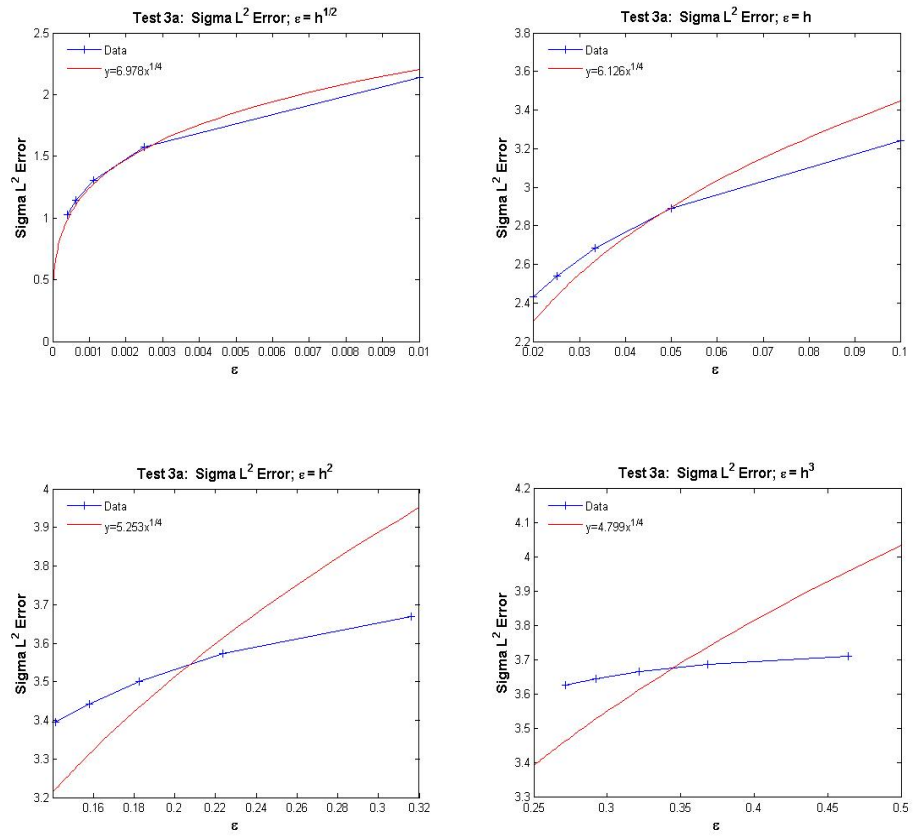 Test 3a: Sigma L² Error; ε = h^1/2
Data
y=6.978x^1/4
2.5
2
1.5
1
0.5
0
0 0.001 0.002 0.003 0.004 0.005 0.006 0.007 0.008 0.009 0.01
Sigma L² Error
ε
Test 3a: Sigma L² Error; ε = h
Data
y=6.126x^1/4
3.8
3.6
3.4
3.2
3
2.8
2.6
2.4
2.2
0.02 0.03 0.04 0.05 0.06 0.07 0.08 0.09 0.1
Sigma L² Error
ε
Test 3a: Sigma L² Error; ε = h²
Data
y=5.253x^1/4
4
3.9
3.8
3.7
3.6
3.5
3.4
3.3
3.2
0.16 0.18 0.2 0.22 0.24 0.26 0.28 0.3 0.32
Sigma L² Error
ε
Test 3a: Sigma L² Error; ε = h³
Data
y=4.799x^1/4
4.2
4.1
4
3.9
3.8
3.7
3.6
3.5
3.4
3.3
0.25 0.3 0.35 0.4 0.45 0.5
Sigma L² Error
ε